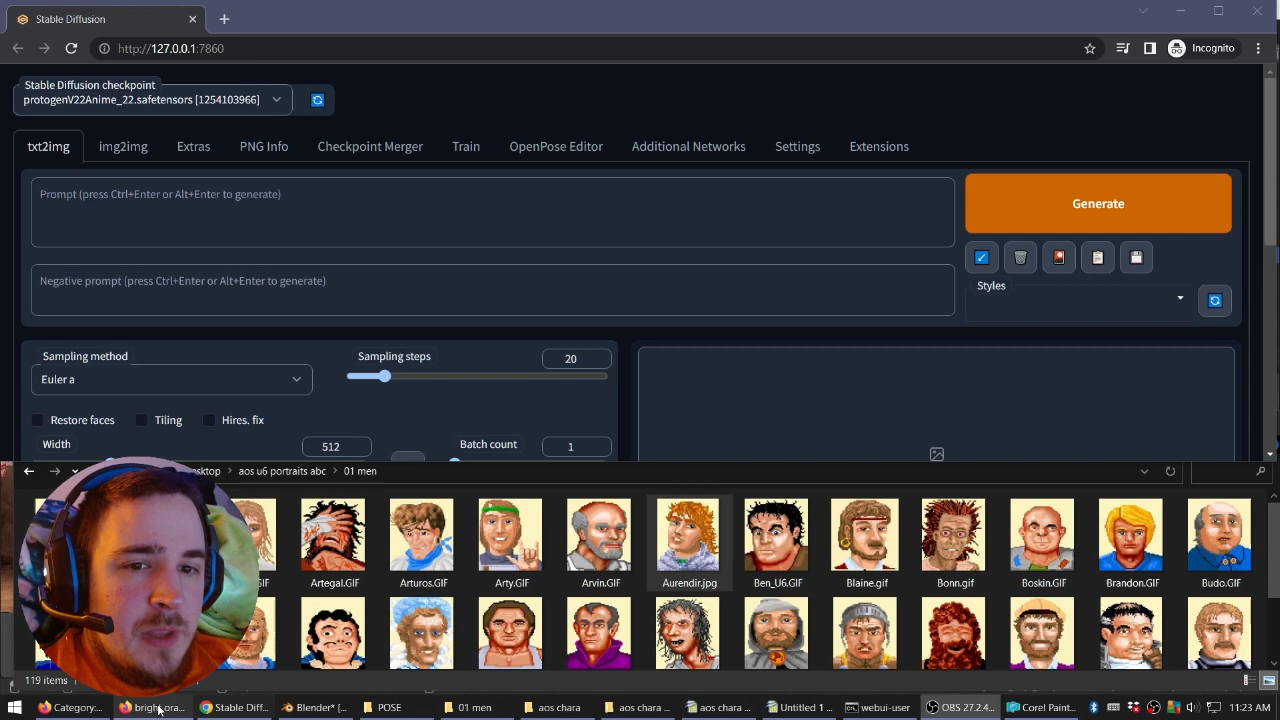 Stable Diffusion
http://127.0.0.1:7860
Incognito
Stable Diffusion checkpoint
protogenV22Anime_22.safetensors [1254103966]
txt2img img2img Extras PNG Info Checkpoint Merger Train OpenPose Editor Additional Networks Settings Extensions
Prompt (press Ctrl+Enter or Alt+Enter to generate)
Generate
Negative prompt (press Ctrl+Enter or Alt+Enter to generate)
Styles
Sampling method
Sampling steps
20
Euler a
Restore faces Tiling Hires. fix
Width
512
Batch count
1
aos u6 portraits abc 01 men
Artegal.GIF Arturos.GIF Arty.GIF Arvin.GIF Aurendir.jpg Ben_U6.GIF Blaine.gif Bonn.gif Boskin.GIF Brandon.GIF Budo.GIF
119 items
Category:... Stable Diff... Blender* [... POSE 01 men aos chara aos chara ... aos chara ... Untitled 1 ... webui-user OBS 27.2.4... Corel Paint... 11:23 AM